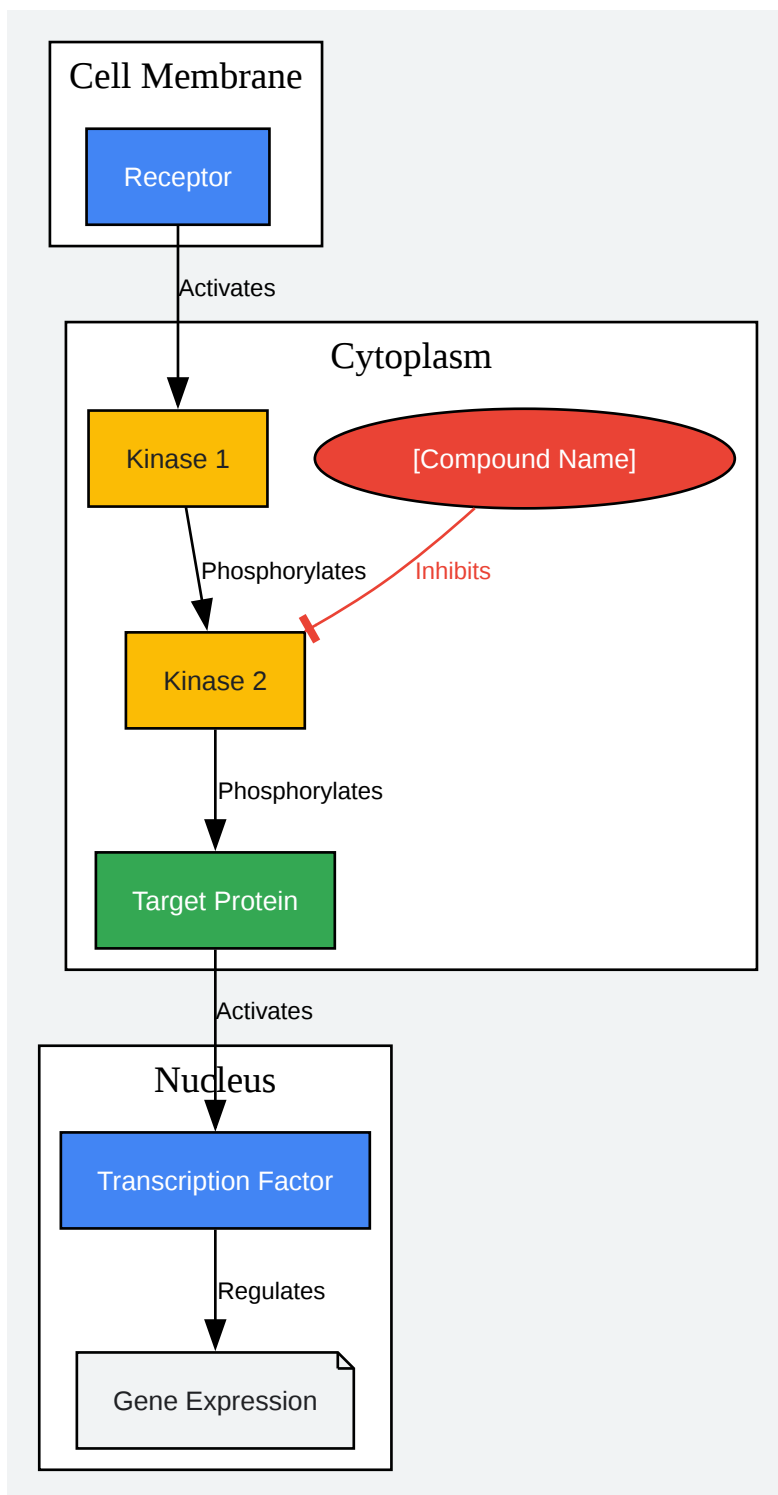 Cell Membrane
Receptor
Activates
Cytoplasm
Kinase 1
[Compound Name]
Phosphorylates
Inhibits
Kinase 2
Phosphorylates
Target Protein
Activates
Nucleus
Transcription Factor
Regulates
Gene Expression